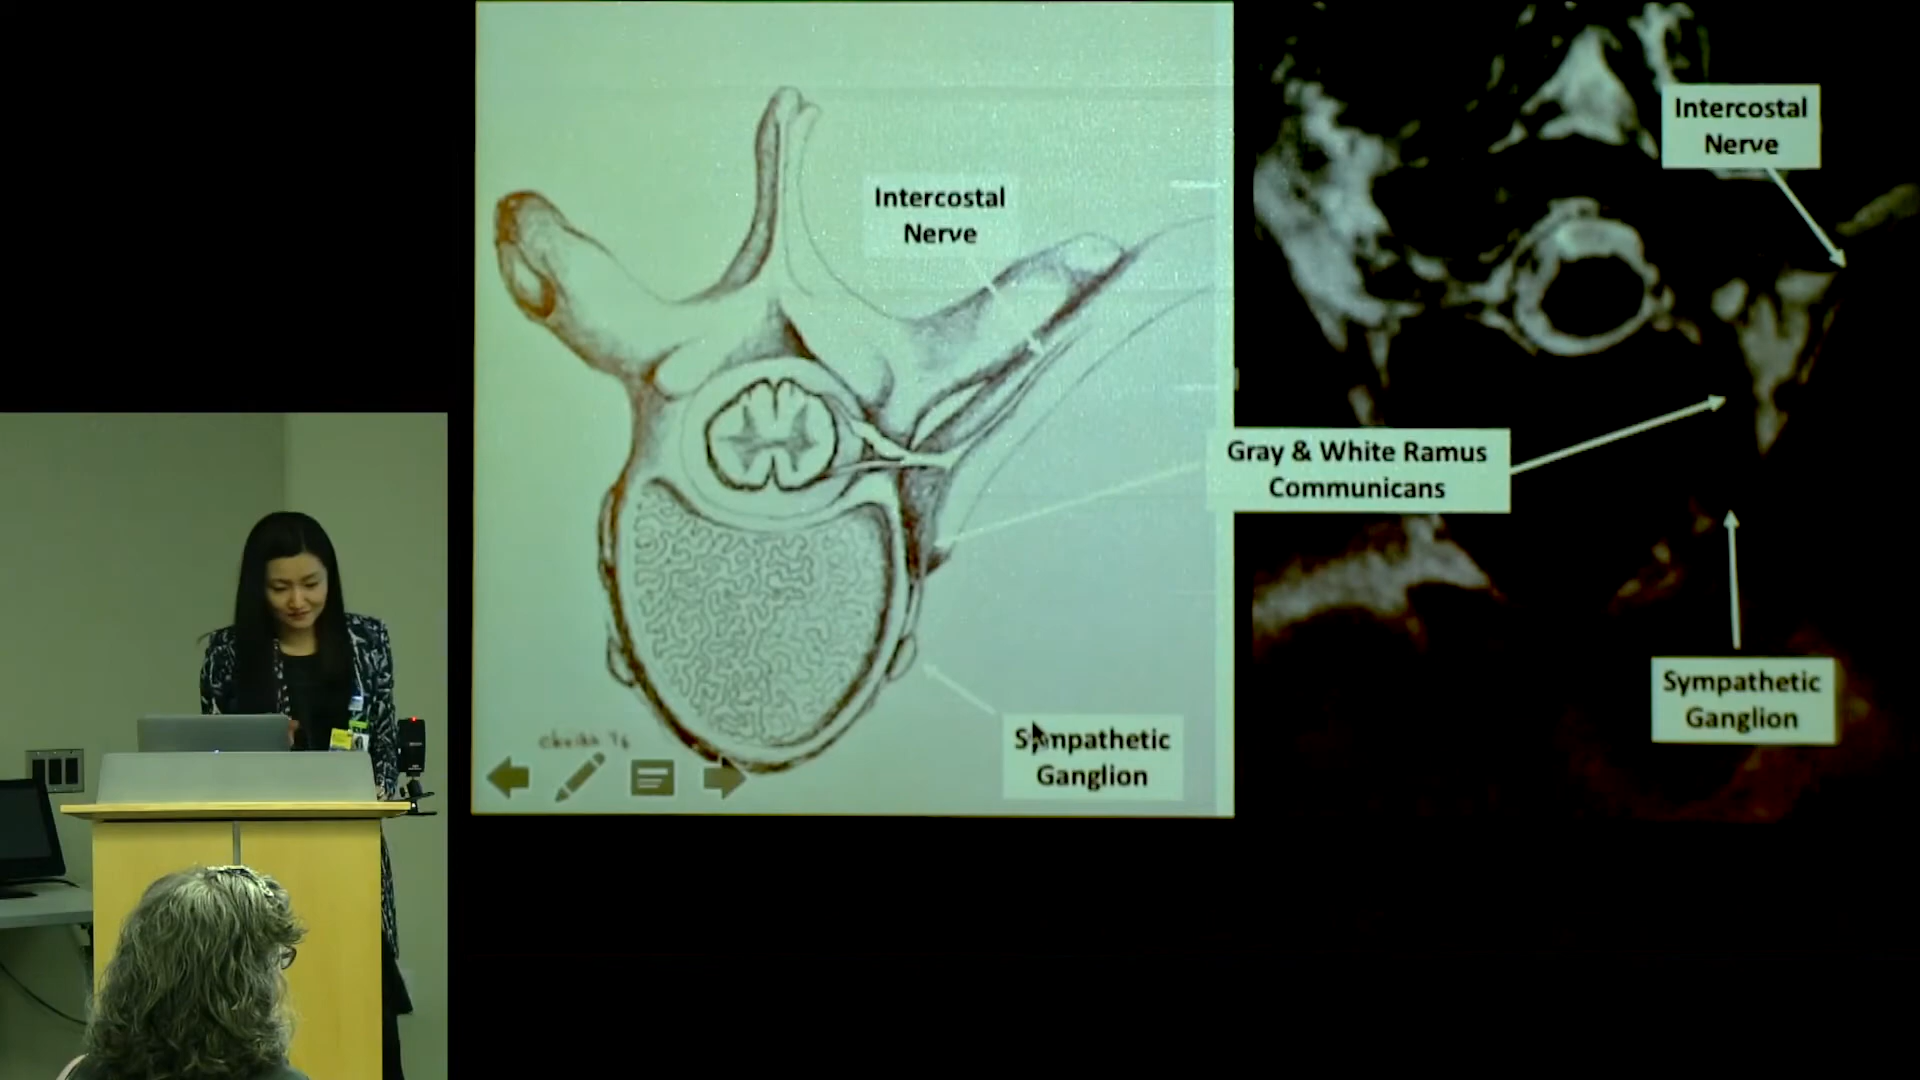 Intercostal
Nerve
Intercostal
Nerve
Gray & White Ramus
Communicans
Sympathetic
Ganglion
Sympathetic
Ganglion